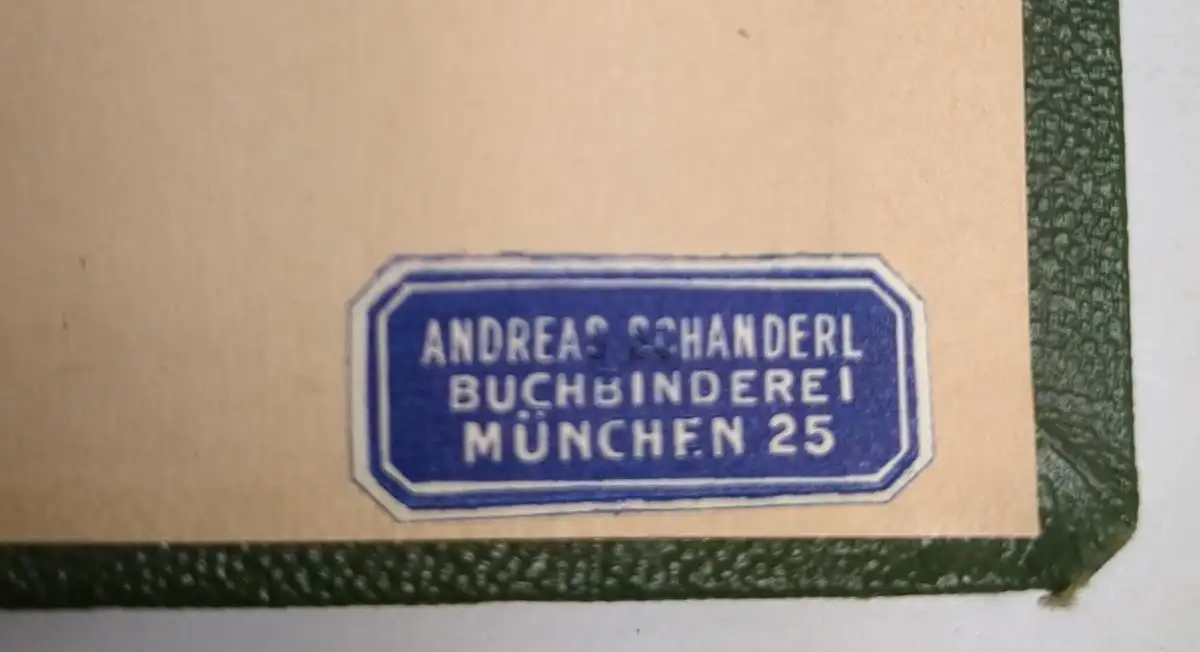 ANDREAS SCHANDERL
BUCHBINDEREI
MÜNCHEN 25